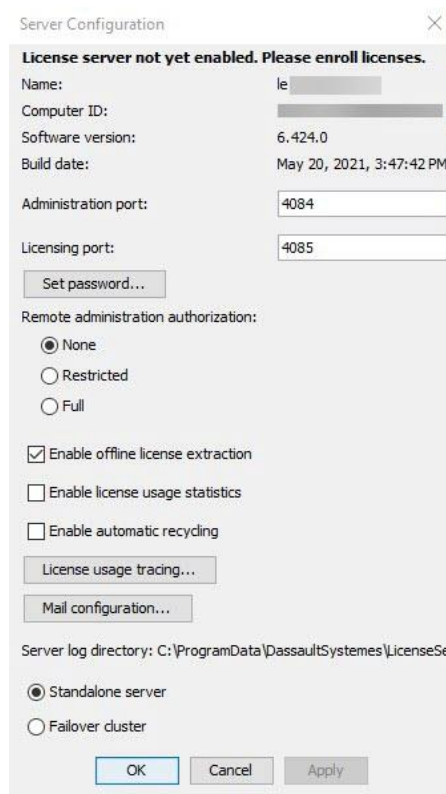 Server Configuration
License server not yet enabled. Please enroll licenses.
Name: le
Computer ID:
Software version: 6.424.0
Build date: May 20, 2021, 3:47:42 PM
Administration port: 4084
Licensing port: 4085
Set password...
Remote administration authorization:
None
Restricted
Full
Enable offline license extraction
Enable license usage statistics
Enable automatic recycling
License usage tracing...
Mail configuration...
Server log directory: C:\ProgramData\DassaultSystemes\LicenseSe
Standalone server
Failover cluster
OK Cancel Apply